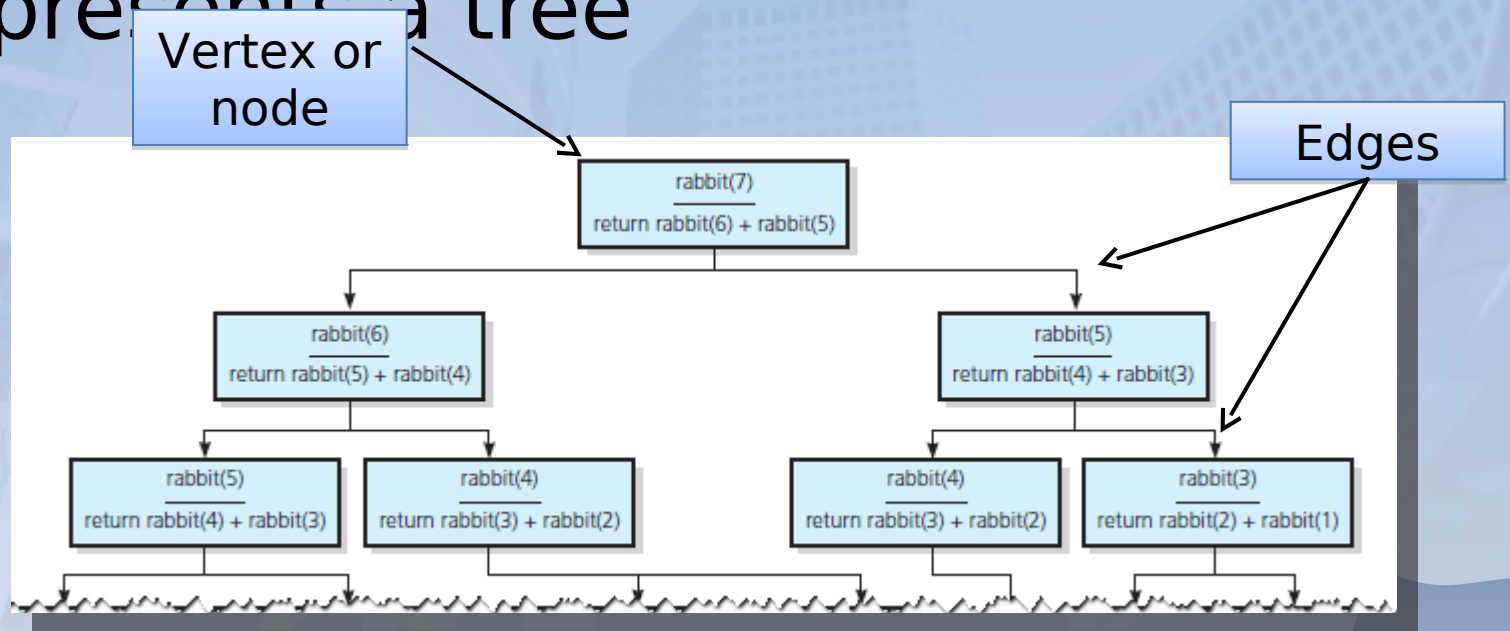 a tree
Vertex or
node
Edges
rabbit(7)
return rabbit(6) + rabbit(5)
rabbit(6)
return rabbit(5) + rabbit(4)
rabbit(5)
return rabbit(4) + rabbit(3)
rabbit(5)
return rabbit(4) + rabbit(3)
rabbit(4)
return rabbit(3) + rabbit(2)
rabbit(4)
return rabbit(3) + rabbit(2)
rabbit(3)
return rabbit(2) + rabbit(1)